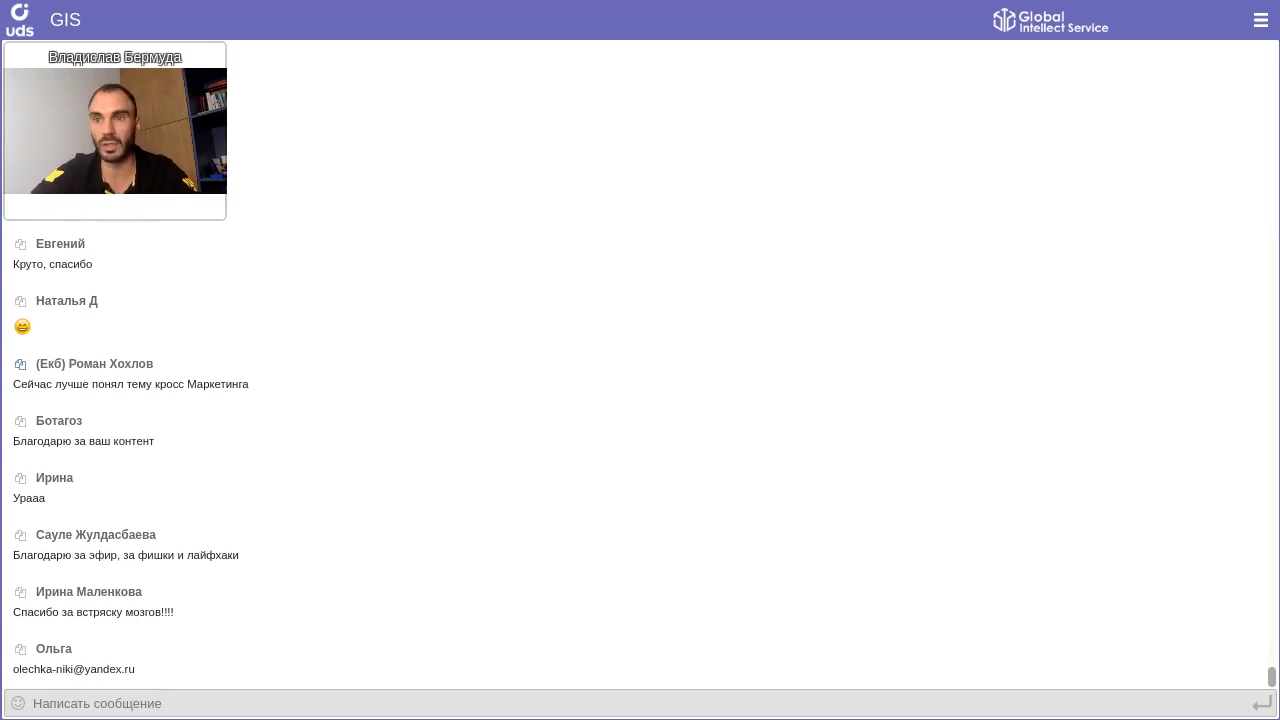 uds
GIS
Global
Intellect Service
Владислав Бермуда
Евгений
Круто, спасибо
Наталья Д
(Екб) Роман Хохлов
Сейчас лучше понял тему кросс Маркетинга
Ботагоз
Благодарю за ваш контент
Ирина
Урааа
Сауле Жулдасбаева
Благодарю за эфир, за фишки и лайфхаки
Ирина Маленкова
Спасибо за встряску мозгов!!!!
Ольга
olechka-niki@yandex.ru
Написать сообщение